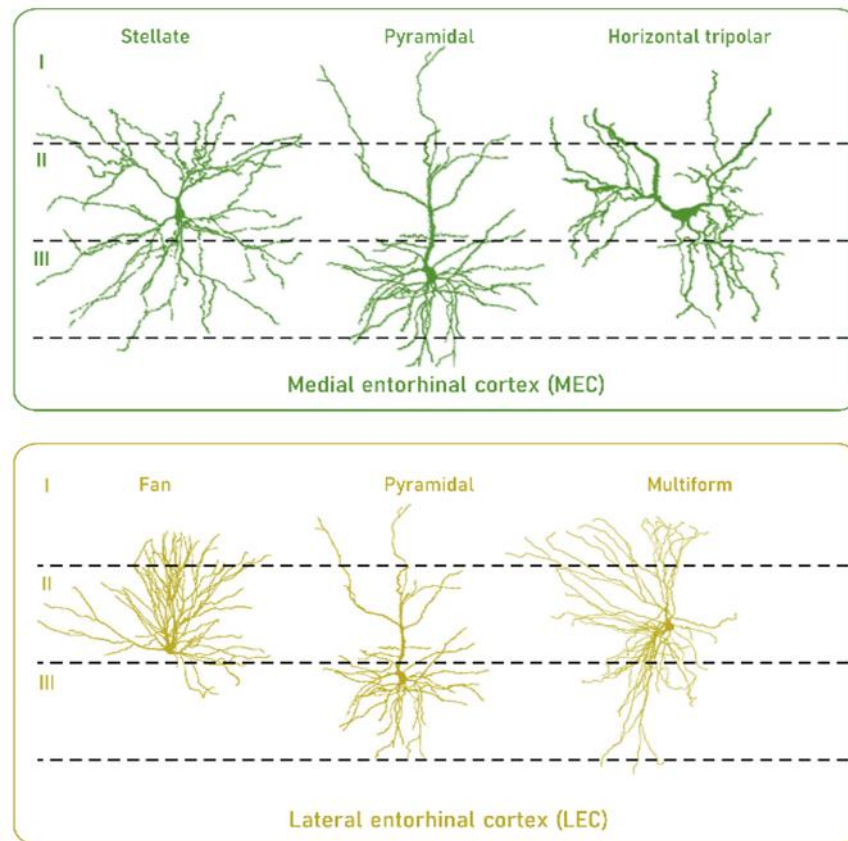 Stellate Pyramidal Horizontal tripolar
I
II
III
Medial entorhinal cortex (MEC)
I Fan Pyramidal Multiform
II
III
Lateral entorhinal cortex (LEC)